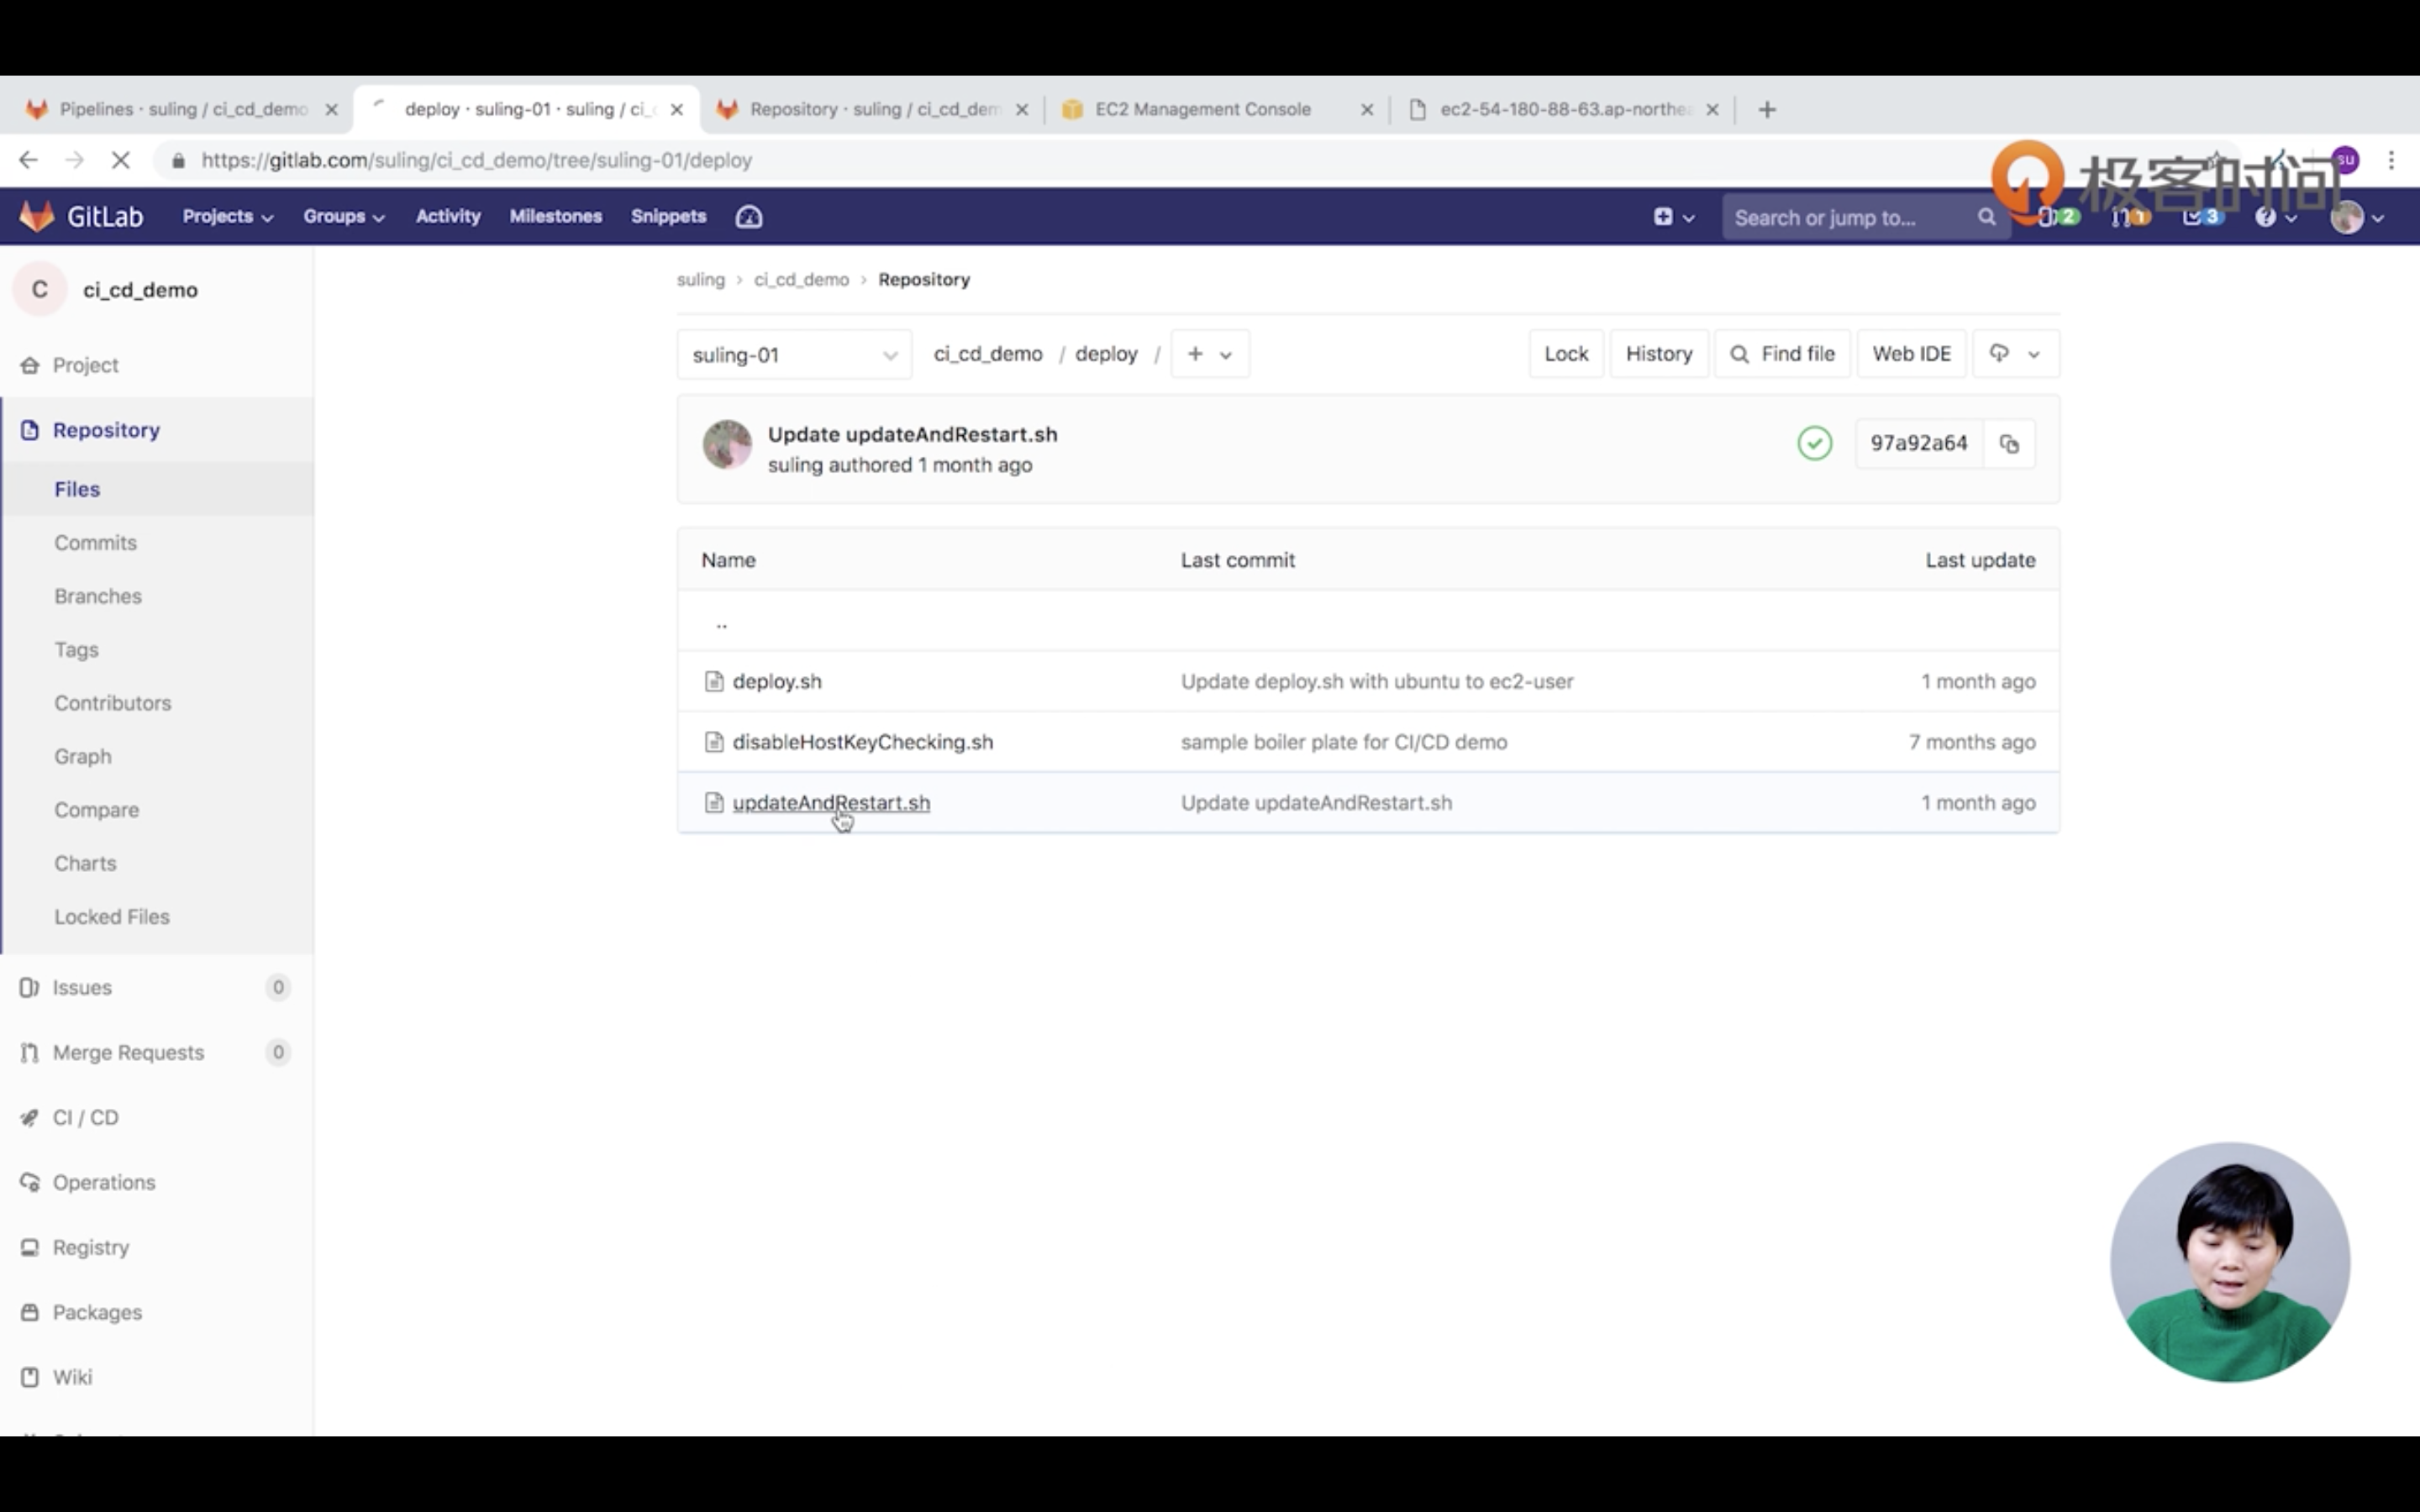 Pipelines · suling / ci_cd_demo
deploy · suling-01 · suling / ci_
Repository · suling / ci_cd_dem
EC2 Management Console
ec2-54-180-88-63.ap-northe
https://gitlab.com/suling/ci_cd_demo/tree/suling-01/deploy
su
极客时间
GitLab Projects Groups Activity Milestones Snippets
Search or jump to...
2
1
3
C ci_cd_demo
Project
Repository
Files
Commits
Branches
Tags
Contributors
Graph
Compare
Charts
Locked Files
Issues 0
Merge Requests 0
CI / CD
Operations
Registry
Packages
Wiki
suling > ci_cd_demo > Repository
suling-01 ci_cd_demo / deploy / +
Lock History Find file Web IDE
Update updateAndRestart.sh
suling authored 1 month ago
97a92a64
Name Last commit Last update
..
deploy.sh Update deploy.sh with ubuntu to ec2-user 1 month ago
disableHostKeyChecking.sh sample boiler plate for CI/CD demo 7 months ago
updateAndRestart.sh Update updateAndRestart.sh 1 month ago